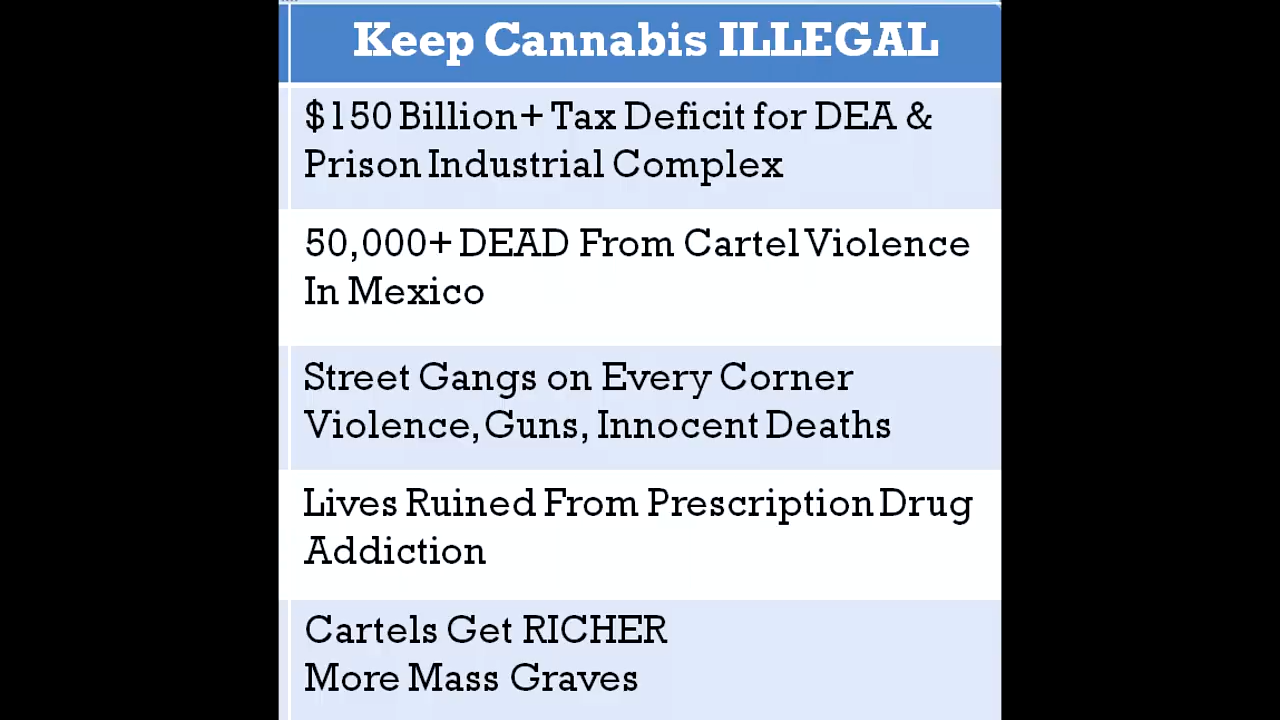 Keep Cannabis ILLEGAL
$150 Billion+ Tax Deficit for DEA &
Prison Industrial Complex
50,000+ DEAD From Cartel Violence
In Mexico
Street Gangs on Every Corner
Violence, Guns, Innocent Deaths
Lives Ruined From Prescription Drug
Addiction
Cartels Get RICHER
More Mass Graves